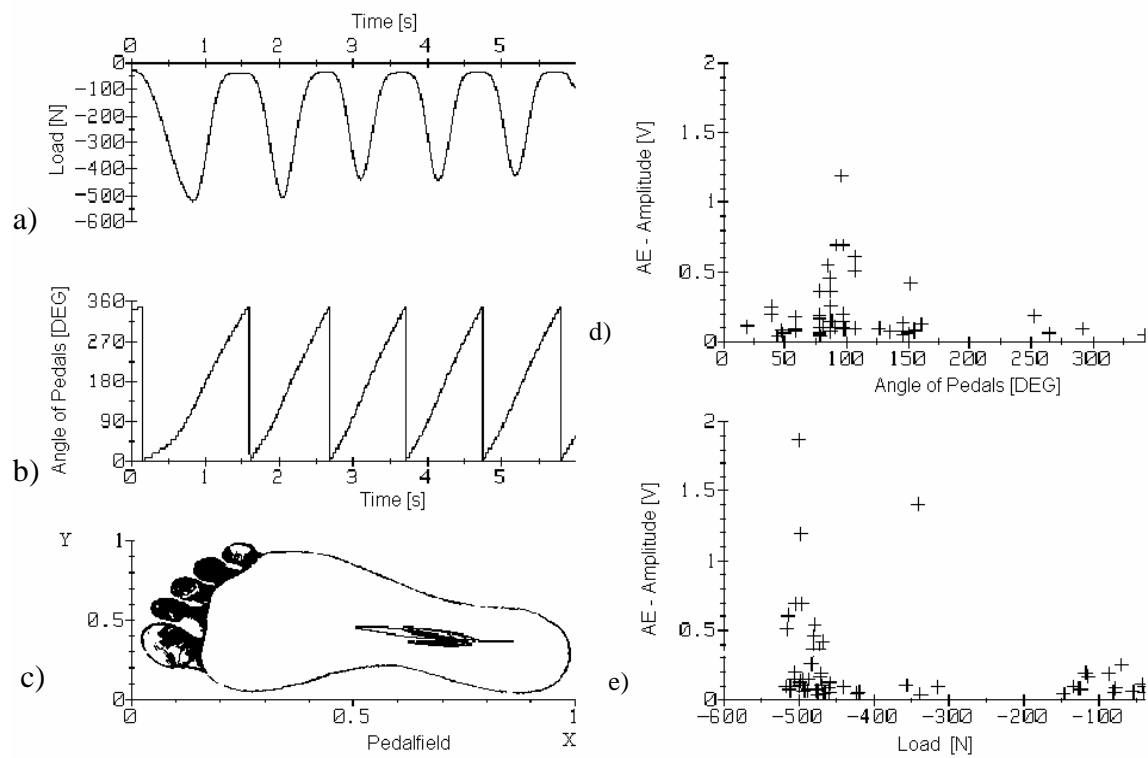 Time [s]
0 1 2 3 4 5
Load [N]
0
-100
-200
-300
-400
-500
-600
a)
Angle of Pedals [DEG]
360
270
180
90
0
0 1 2 3 4 5
Time [s]
b)
Y
1
0.5
0
0 0.5 1
Pedalfield X
c)
AE - Amplitude [V]
2
1.5
1
0.5
0
0 50 100 150 200 250 300
Angle of Pedals [DEG]
d)
AE - Amplitude [V]
2
1.5
1
0.5
0
-600 -500 -400 -300 -200 -100
Load [N]
e)